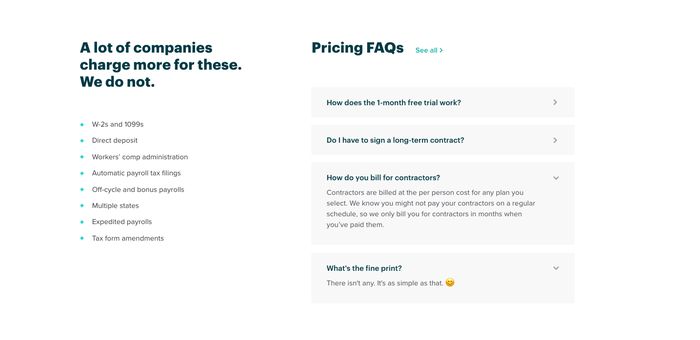 A lot of companies
charge more for these.
We do not.
W-2s and 1099s
Direct deposit
Workers' comp administration
Automatic payroll tax filings
Off-cycle and bonus payrolls
Multiple states
Expedited payrolls
Tax form amendments
Pricing FAQs See all >
How does the 1-month free trial work?
Do I have to sign a long-term contract?
How do you bill for contractors?
Contractors are billed at the per person cost for any plan you
select. We know you might not pay your contractors on a regular
schedule, so we only bill you for contractors in months when
you've paid them.
What's the fine print?
There isn't any. It's as simple as that. 😊